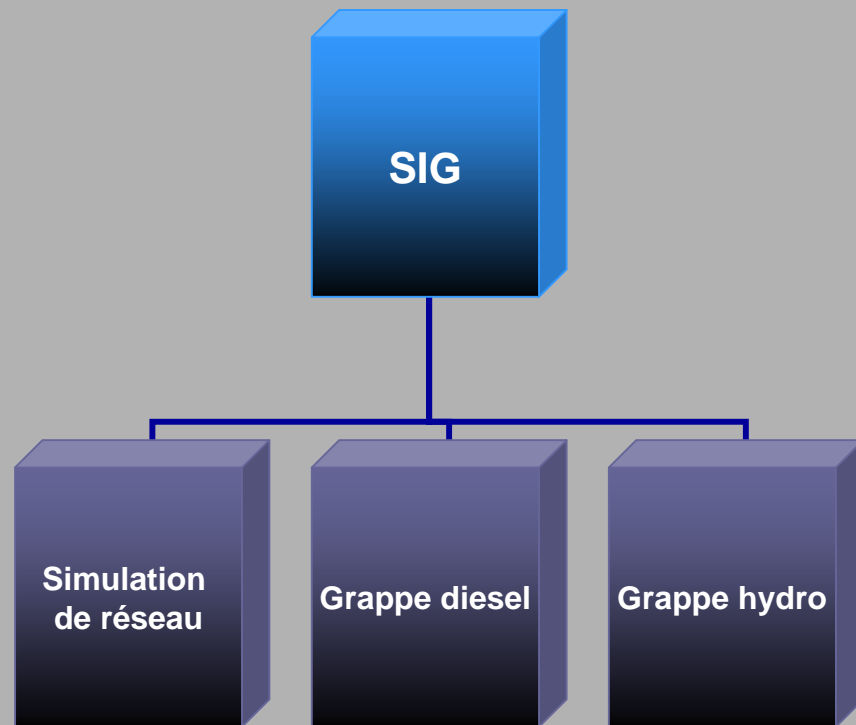 SIG
Simulation
de réseau
Grappe diesel
Grappe hydro